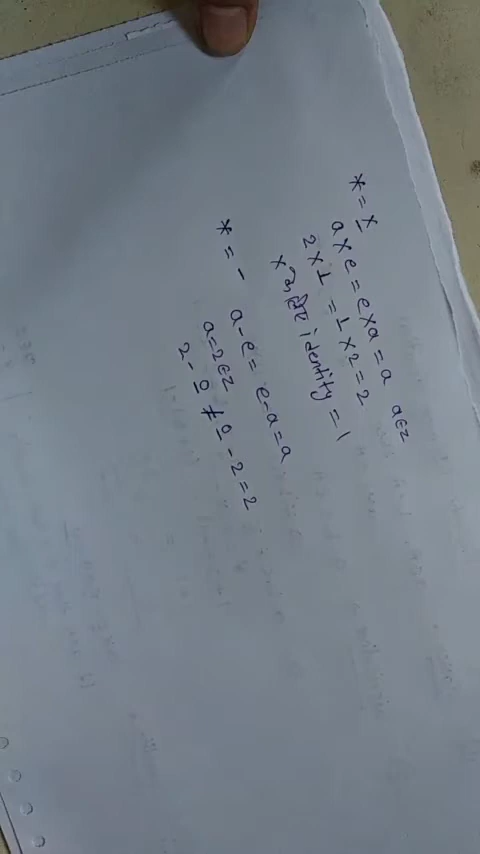 * = ×
a × e = e × a = a a∈z
2 × 1 = 1 × 2 = 2
× identity = 1
* = - a - e = e - a = a
a = 2 ∈ z
2 - 0 ≠ 0 - 2 = 2